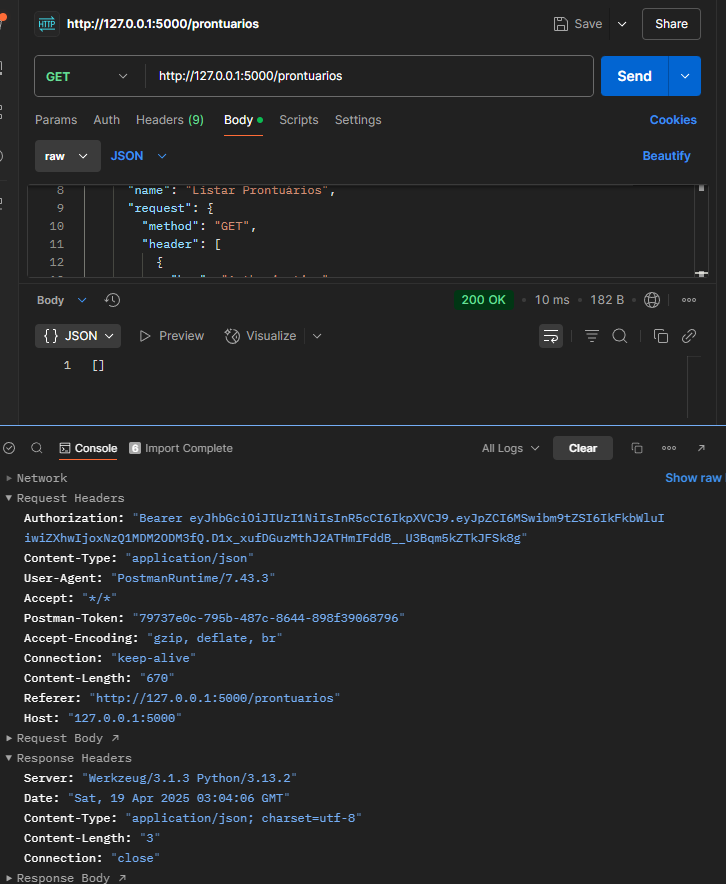 HTTP http://127.0.0.1:5000/prontuarios Save Share
GET http://127.0.0.1:5000/prontuarios Send
Params Auth Headers (9) Body Scripts Settings Cookies
raw JSON Beautify
8 "name": "Listar Prontuários",
9 "request": {
10 "method": "GET",
11 "header": [
12 {
Body 200 OK • 10 ms • 182 B
{} JSON Preview Visualize
1 []
Console 6 Import Complete All Logs Clear
Network Show raw
Request Headers
Authorization: "Bearer eyJhbGciOiJIUzI1NiIsInR5cCI6IkpXVCJ9.eyJpZCI6MSwibm9tZSI6IkFkbWluI
iwiZXhwIjoxNzQ1MDM2ODM3fQ.D1x_xufDGuzMthJ2ATHmIFddB__U3Bqm5kZTkJFSk8g"
Content-Type: "application/json"
User-Agent: "PostmanRuntime/7.43.3"
Accept: "*/*"
Postman-Token: "79737e0c-795b-487c-8644-898f39068796"
Accept-Encoding: "gzip, deflate, br"
Connection: "keep-alive"
Content-Length: "670"
Referer: "http://127.0.0.1:5000/prontuarios"
Host: "127.0.0.1:5000"
Request Body
Response Headers
Server: "Werkzeug/3.1.3 Python/3.13.2"
Date: "Sat, 19 Apr 2025 03:04:06 GMT"
Content-Type: "application/json; charset=utf-8"
Content-Length: "3"
Connection: "close"
Response Body